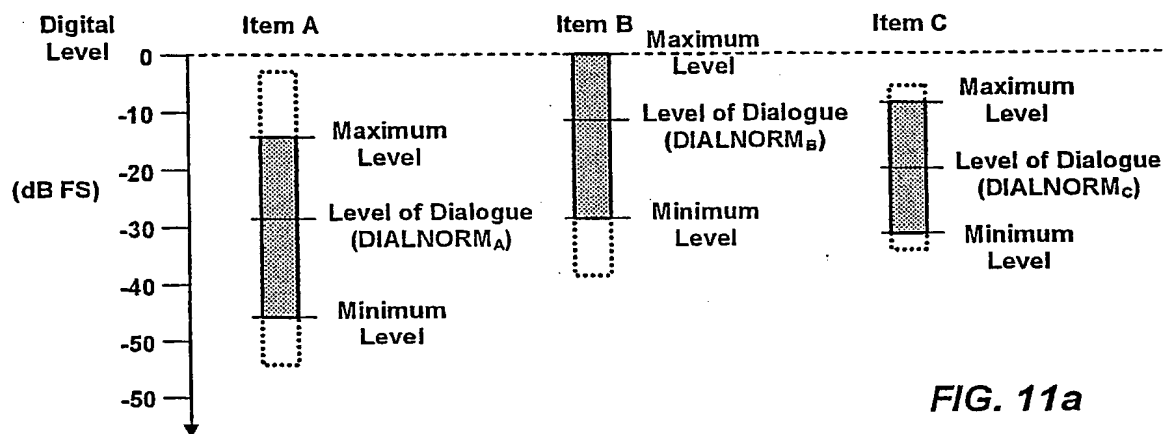 Digital Level
Item A
Item B
Item C
0
-10
-20
-30
-40
-50
(dB FS)
Maximum
Level
Level of Dialogue
(DIALNORMA)
Minimum
Level
Maximum
Level
Level of Dialogue
(DIALNORMB)
Minimum
Level
Maximum
Level
Level of Dialogue
(DIALNORMC)
Minimum
Level
FIG. 11a